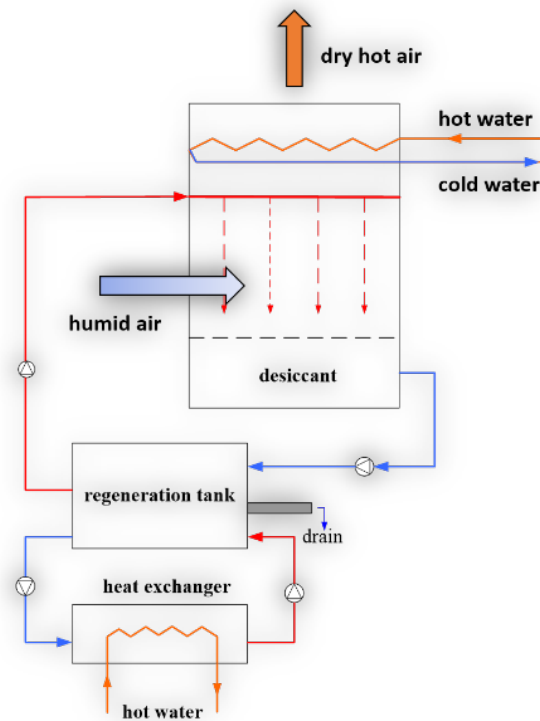 dry hot air
hot water
cold water
humid air
desiccant
regeneration tank
drain
heat exchanger
hot water